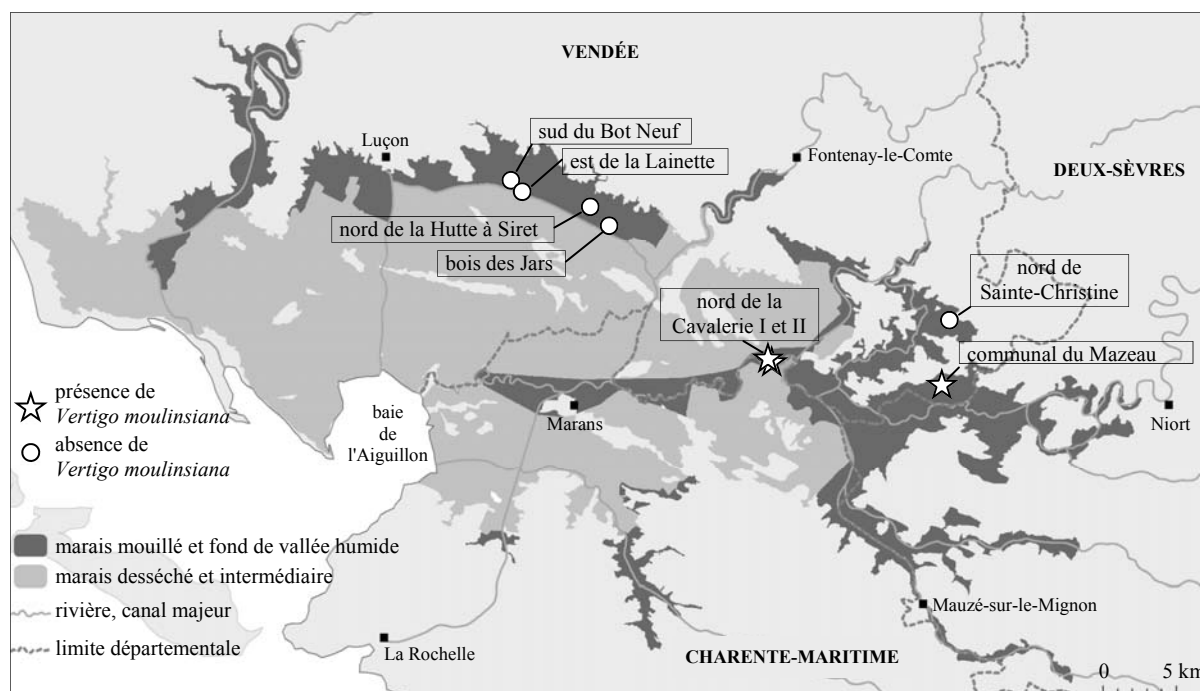 VENDÉE
sud du Bot Neuf
Luçon
est de la Lainette
Fontenay-le-Comte
DEUX-SÈVRES
nord de la Hutte à Siret
bois des Jars
nord de
Sainte-Christine
nord de la
Cavalerie I et II
communal du Mazeau
présence de
Vertigo moulinsiana
absence de
Vertigo moulinsiana
baie
de
l'Aiguillon
Marans
Niort
marais mouillé et fond de vallée humide
marais desséché et intermédiaire
rivière, canal majeur
limite départementale
Mauzé-sur-le-Mignon
La Rochelle
CHARENTE-MARITIME
0 5 km